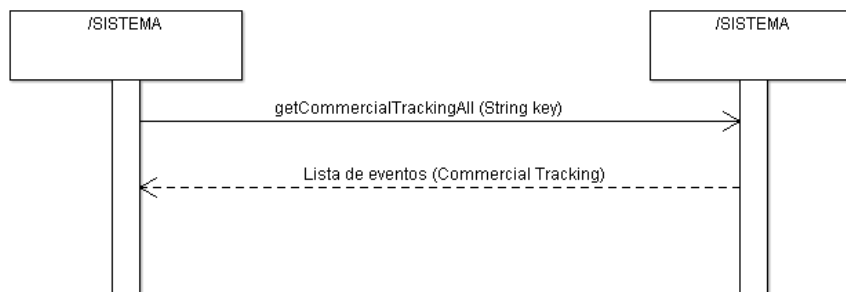 /SISTEMA
/SISTEMA
getCommercialTrackingAll (String key)
Lista de eventos (Commercial Tracking)